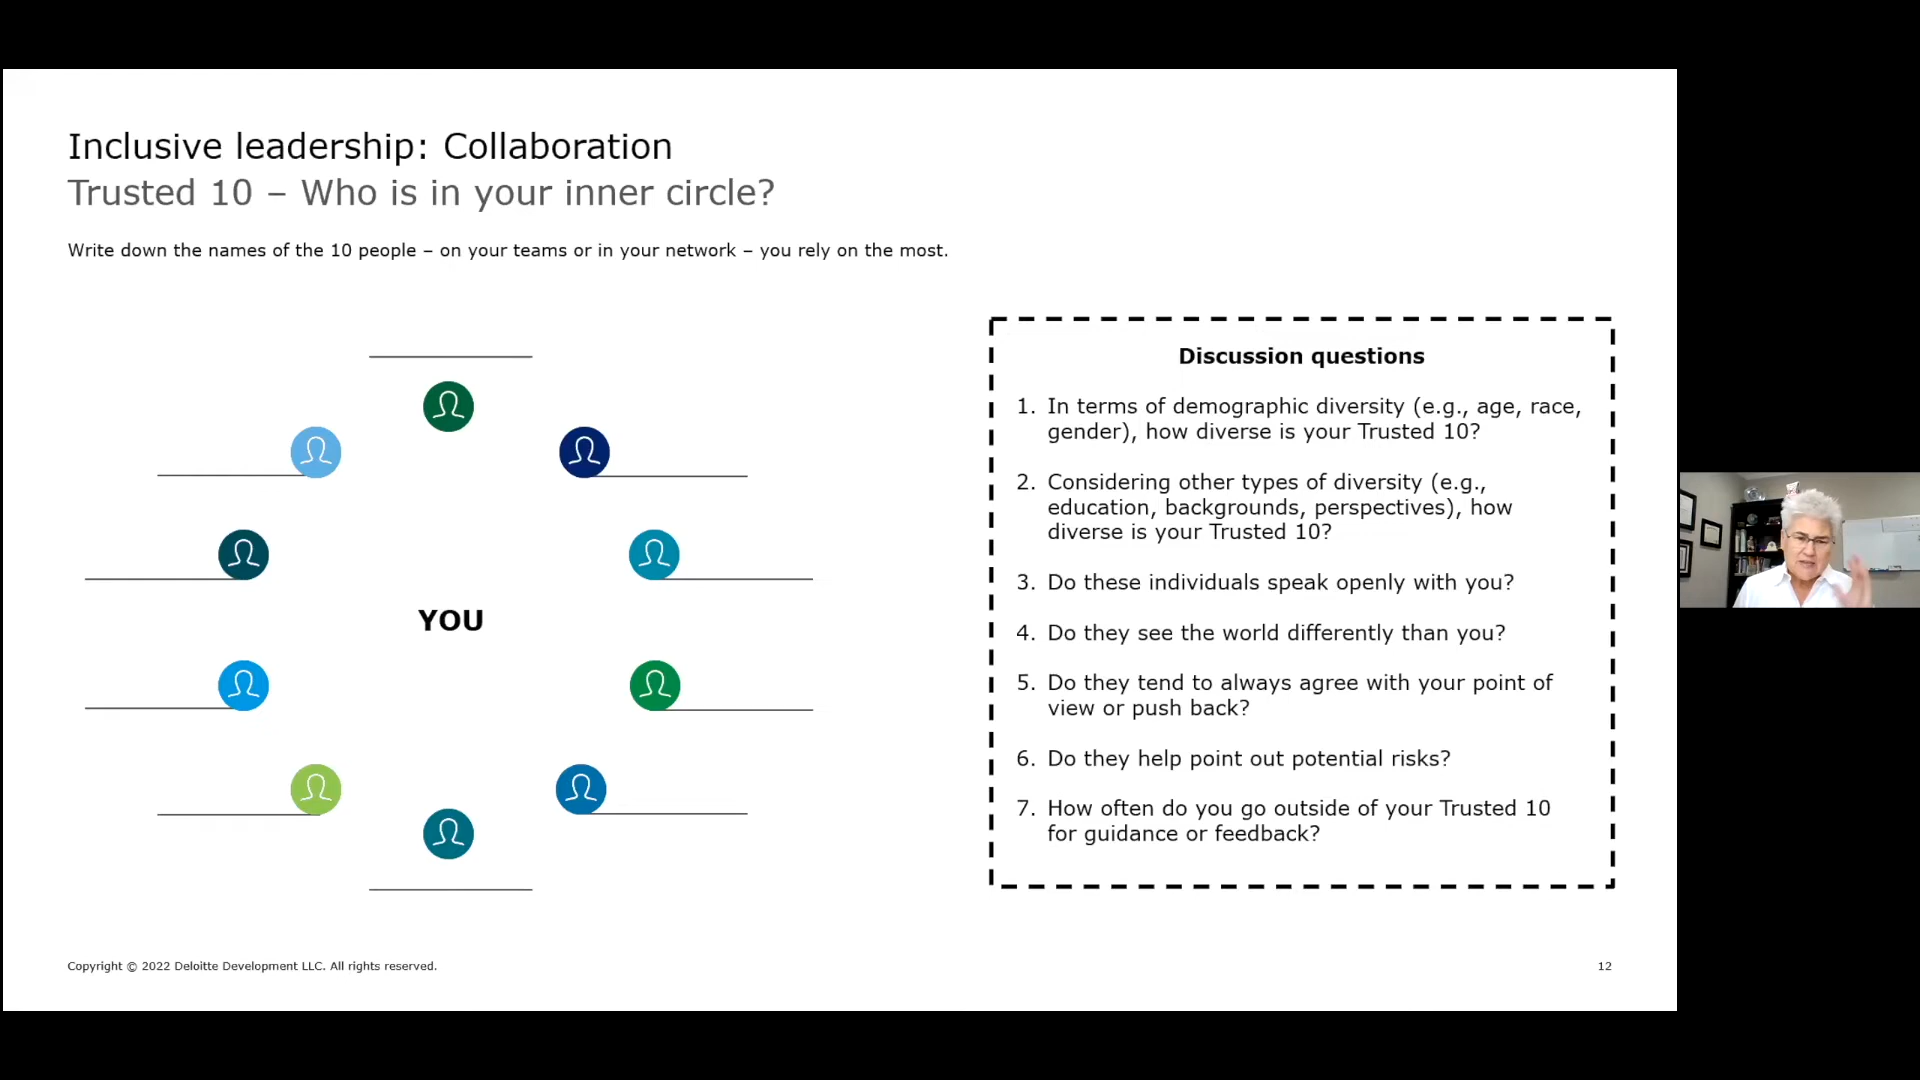 Inclusive leadership: Collaboration
Trusted 10 – Who is in your inner circle?
Write down the names of the 10 people – on your teams or in your network – you rely on the most.
YOU
Discussion questions
1. In terms of demographic diversity (e.g., age, race,
gender), how diverse is your Trusted 10?
2. Considering other types of diversity (e.g.,
education, backgrounds, perspectives), how
diverse is your Trusted 10?
3. Do these individuals speak openly with you?
4. Do they see the world differently than you?
5. Do they tend to always agree with your point of
view or push back?
6. Do they help point out potential risks?
7. How often do you go outside of your Trusted 10
for guidance or feedback?
Copyright © 2022 Deloitte Development LLC. All rights reserved.
12